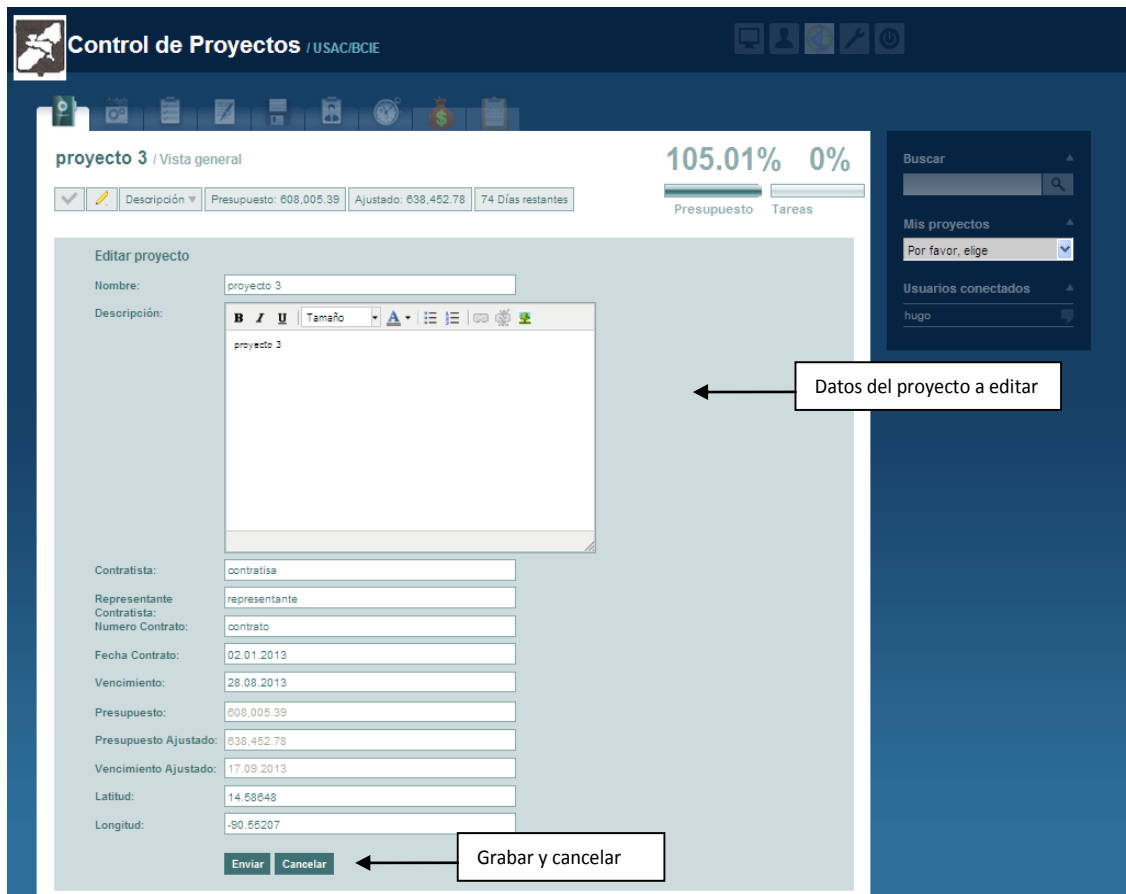 Control de Proyectos / USAC/BCIE
proyecto 3 / Vista general
105.01% 0%
Presupuesto Tareas
Descripción
Presupuesto: 608,005.39
Ajustado: 638,452.78
74 Días restantes
Editar proyecto
Nombre: proyecto 3
Descripción:
B I U Tamaño A
proyecto 3
Contratista: contratisa
Representante
Contratista: representante
Numero Contrato: contrato
Fecha Contrato: 02.01.2013
Vencimiento: 28.08.2013
Presupuesto: 608,005.39
Presupuesto Ajustado: 638,452.78
Vencimiento Ajustado: 17.09.2013
Latitud: 14.58648
Longitud: -90.55207
Enviar Cancelar
Buscar
Mis proyectos
Por favor, elige
Usuarios conectados
hugo
Datos del proyecto a editar
Grabar y cancelar